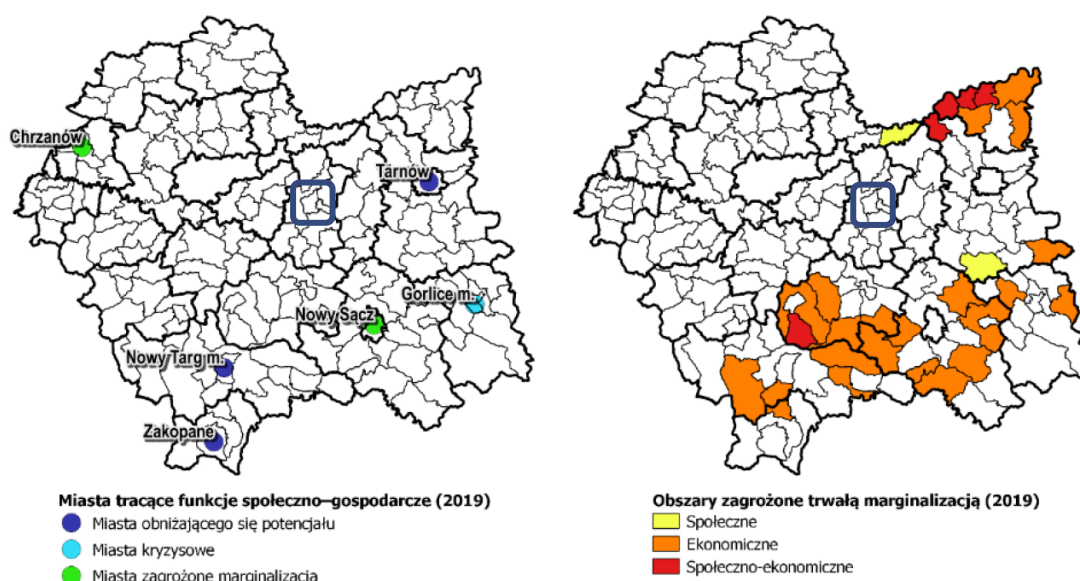 Chrzanów
Tarnów
Gorlice m.
Nowy Sącz
Nowy Targ m.
Zakopane
Miasta tracące funkcje społeczno–gospodarcze (2019)
Miasta obniżającego się potencjału
Miasta kryzysowe
Miasta zagrożone marginalizacją
Obszary zagrożone trwałą marginalizacją (2019)
Społeczne
Ekonomiczne
Społeczno-ekonomiczne